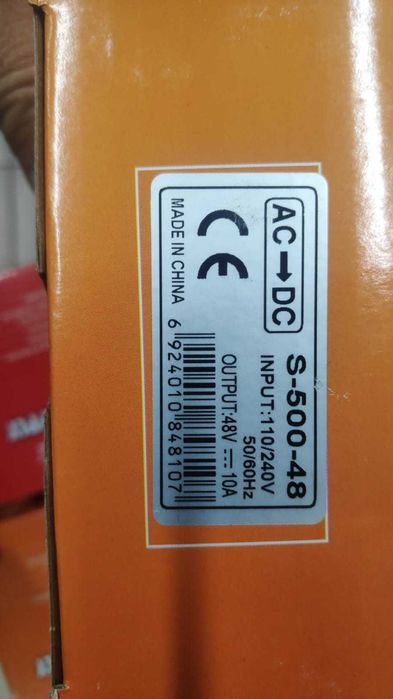 AC→DC
S-500-48
INPUT:110/240V
50/60Hz
OUTPUT:48V ⎓ 10A
CE
MADE IN CHINA
6 924010 848107